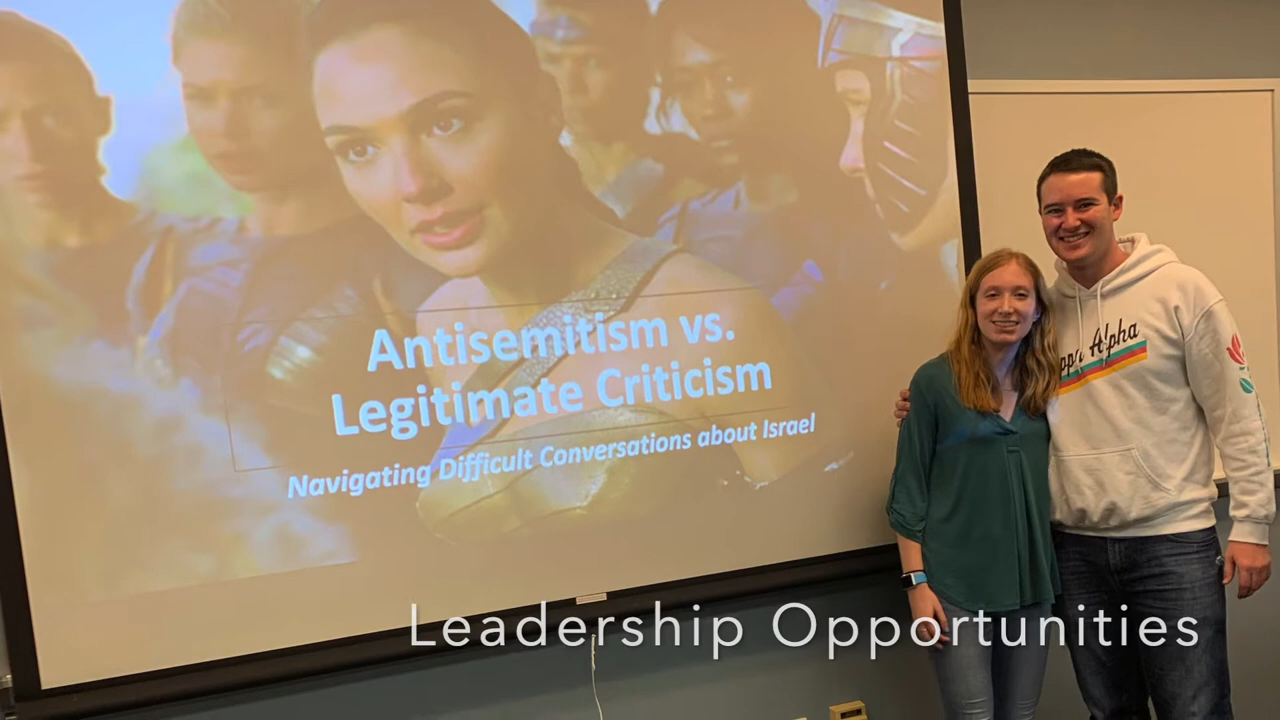 Antisemitism vs.
Legitimate Criticism
Navigating Difficult Conversations about Israel
Alpha
Leadership Opportunities